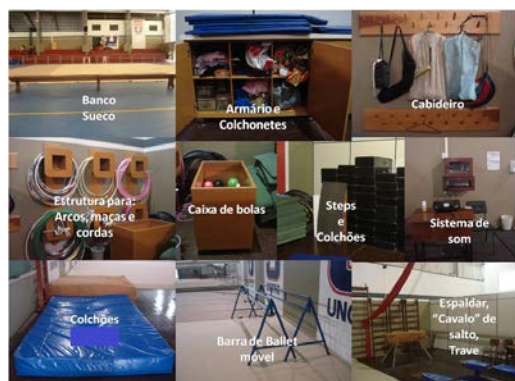 Banco
Sueco
Armário e
Colchonetes
Cabideiro
Estrutura para:
Arcos, maças e
cordas
Caixa de bolas
Steps
e
Colchões
Sistema de
som
Colchões
Barra de Ballet
móvel
UNO
Espaldar,
"Cavalo" de
salto,
Trave